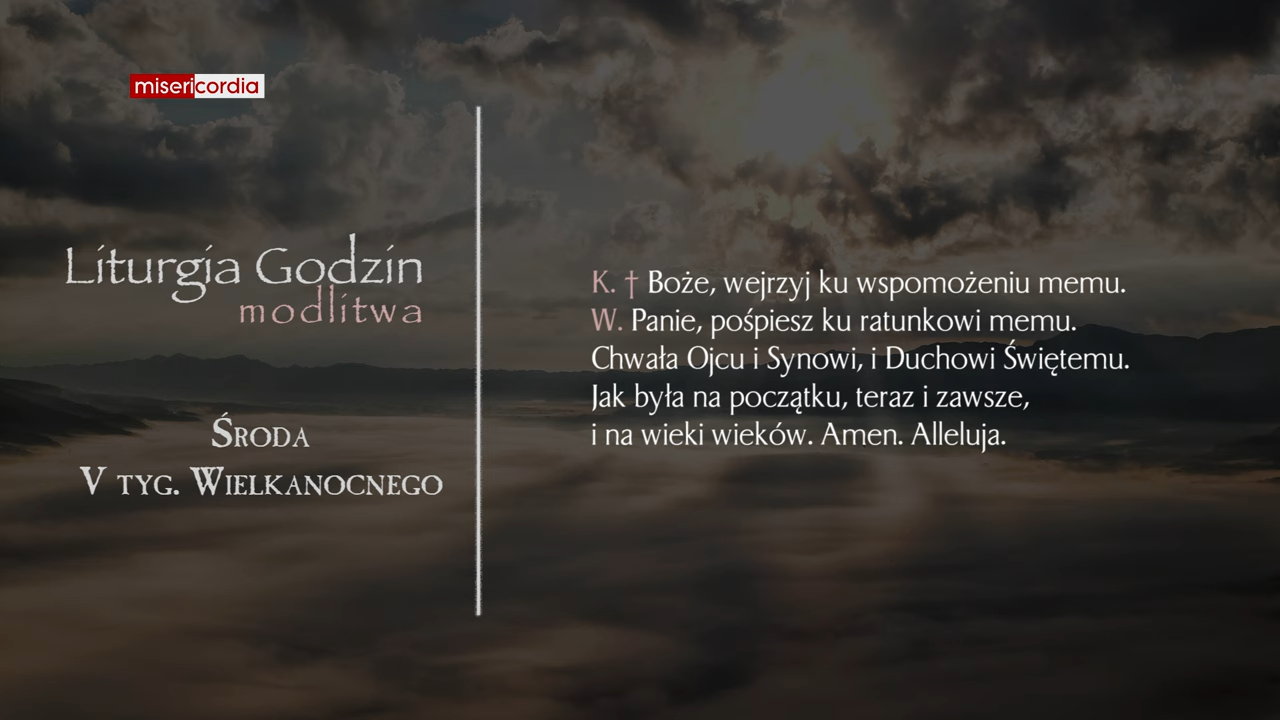 misericordia
Liturgia Godzin
modlitwa
Środa
V tyg. Wielkanocnego
K. † Boże, wejrzyj ku wspomożeniu memu.
W. Panie, pośpiesz ku ratunkowi memu.
Chwała Ojcu i Synowi, i Duchowi Świętemu.
Jak była na początku, teraz i zawsze,
i na wieki wieków. Amen. Alleluja.